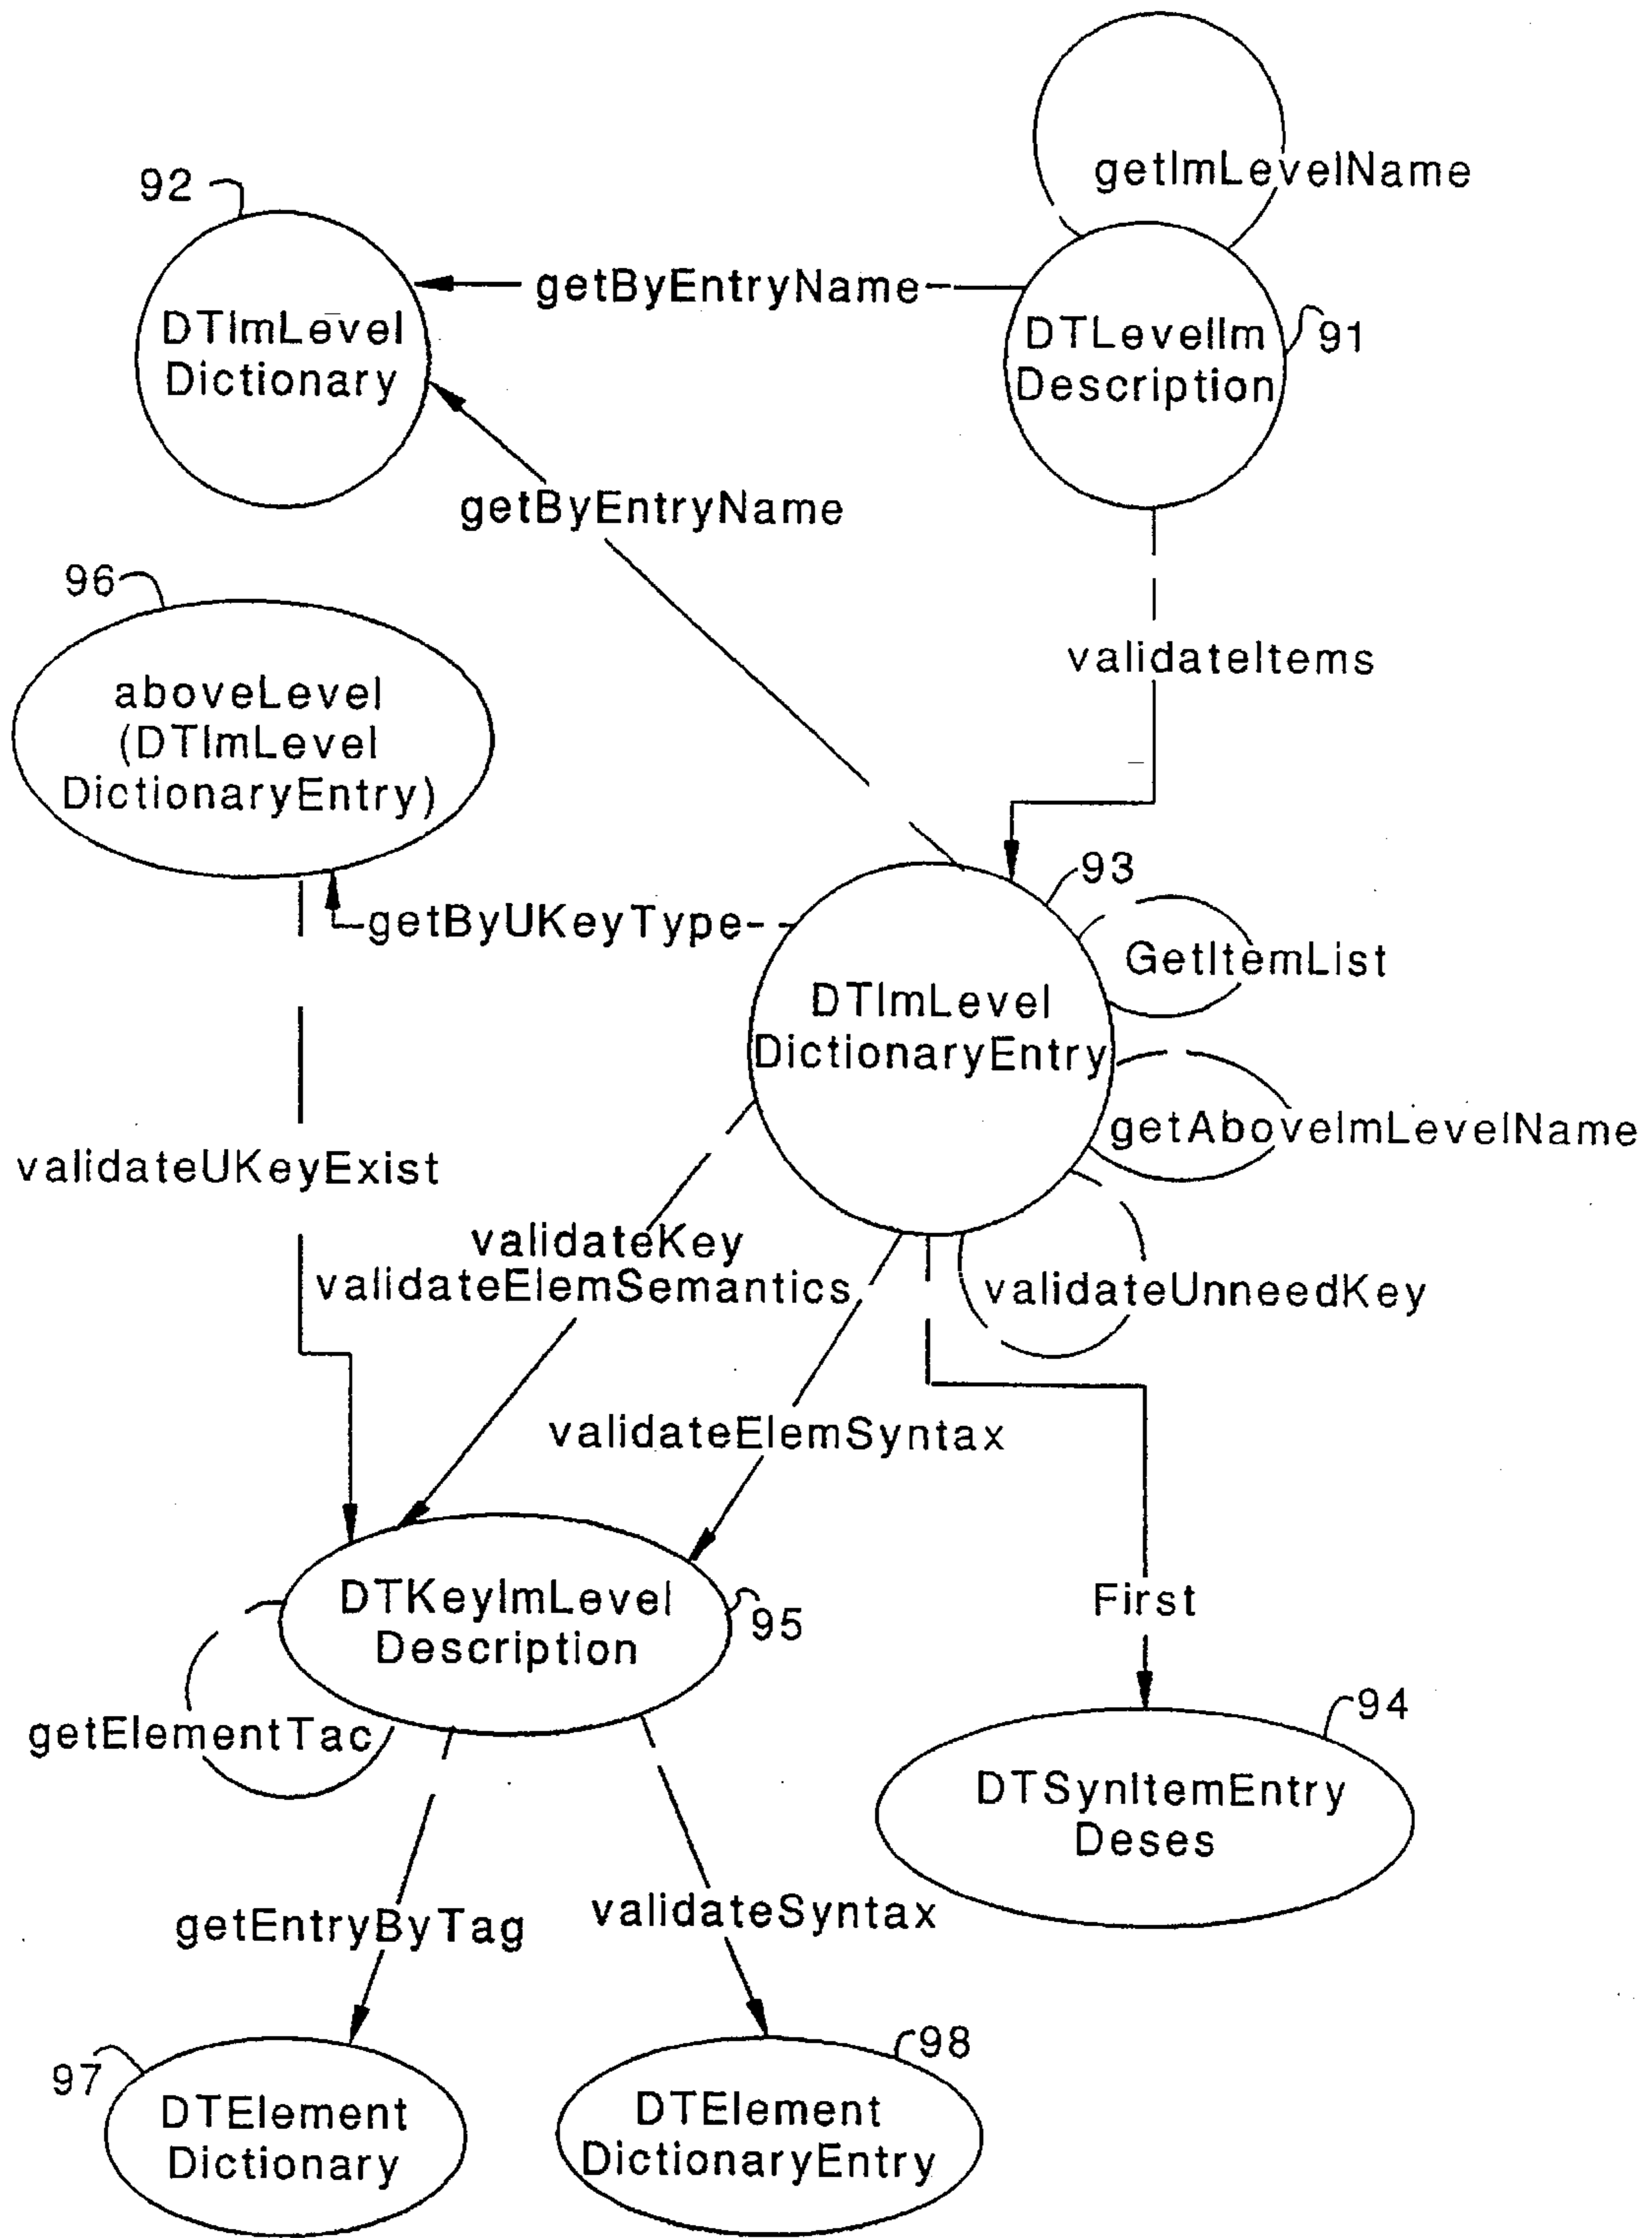 getImLevelName
92
getByEntryName
DTImLevel
Dictionary
DTLevelIm
Description
91
getByEntryName
96
validateItems
aboveLevel
(DTImLevel
DictionaryEntry)
93
getByUKeyType
GetItemList
DTImLevel
DictionaryEntry
getAboveImLevelName
validateUKeyExist
validateKey
validateElemSemantics
validateUnneedKey
validateElemSyntax
DTKeyImLevel
Description
95
First
getElementTac
94
DTSynItemEntry
Deses
getEntryByTag
validateSyntax
97
98
DTElement
Dictionary
DTElement
DictionaryEntry